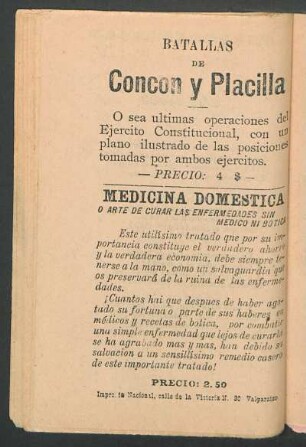 BATALLAS
DE
Concon y Placilla
O sea ultimas operaciones del
Ejercito Constitucional, con un
plano ilustrado de las posiciones
tomadas por ambos ejercitos.
— PRECIO: 4 $ —
MEDICINA DOMESTICA
O ARTE DE CURAR LAS ENFERMEDADES SIN
MEDICO NI BOTICA
Este utilísimo tratado que por su im-
portancia constituye el verdadero ahorro
y la verdadera economia, debe siempre te-
nerse a la mano, como un salvaguardia que
os preservará de la ruina de las enferme-
dades.
¡Cuantos hai que despues de haber ago-
tado su fortuna o parte de sus haberes en
médicos y recetas de botica, por combatir
una simple enfermedad que lejos de curarse
se ha agrabado mas y mas, han debido su
salvacion a un sensillísimo remedio casero
de este importante tratado!
PRECIO: 2.50
Imprenta Nacional, calle de la Victoria N. 30 Valparaiso